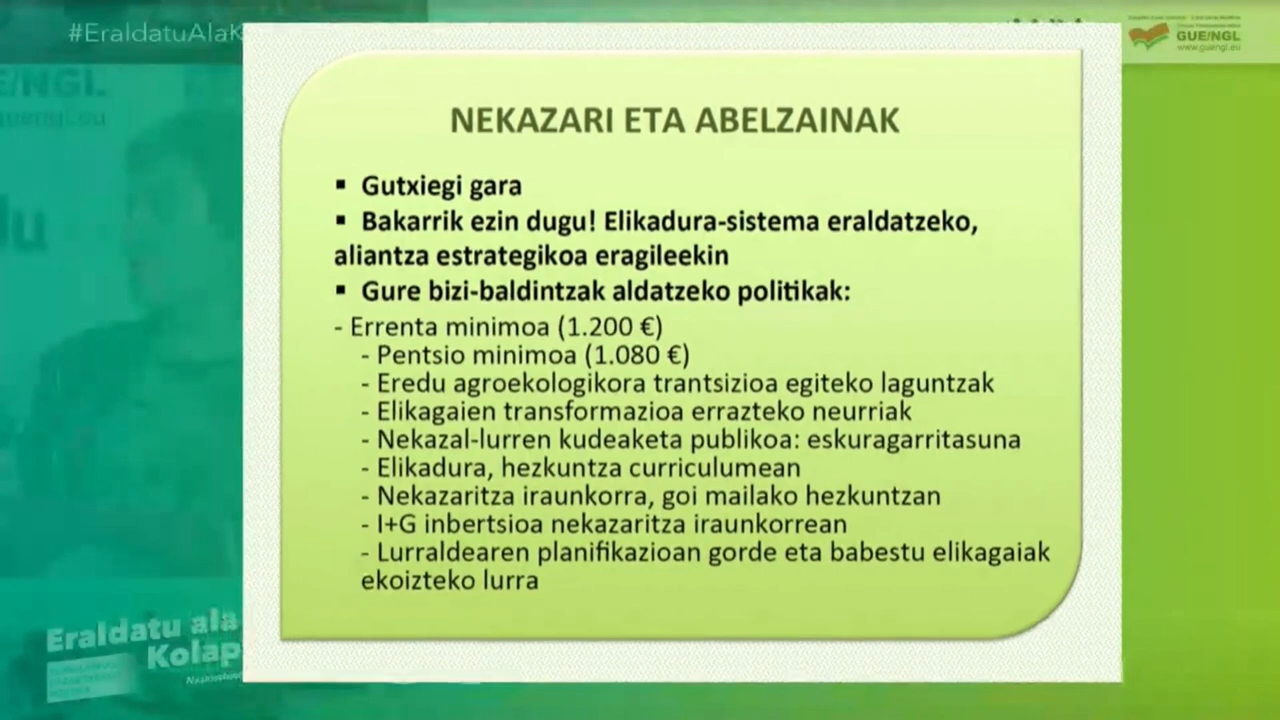 #EraldatuAlaK
GUE/NGL
www.guengl.eu
E/NGL
guengl.eu
NEKAZARI ETA ABELZAINAK
▪ Gutxiegi gara
▪ Bakarrik ezin dugu! Elikadura-sistema eraldatzeko,
aliantza estrategikoa eragileekin
▪ Gure bizi-baldintzak aldatzeko politikak:
- Errenta minimoa (1.200 €)
- Pentsio minimoa (1.080 €)
- Eredu agroekologikora trantsizioa egiteko laguntzak
- Elikagaien transformazioa errazteko neurriak
- Nekazal-lurren kudeaketa publikoa: eskuragarritasuna
- Elikadura, hezkuntza curriculumean
- Nekazaritza iraunkorra, goi mailako hezkuntzan
- I+G inbertsioa nekazaritza iraunkorrean
- Lurraldearen planifikazioan gorde eta babestu elikagaiak
ekoizteko lurra
Eraldatu ala
Kolap